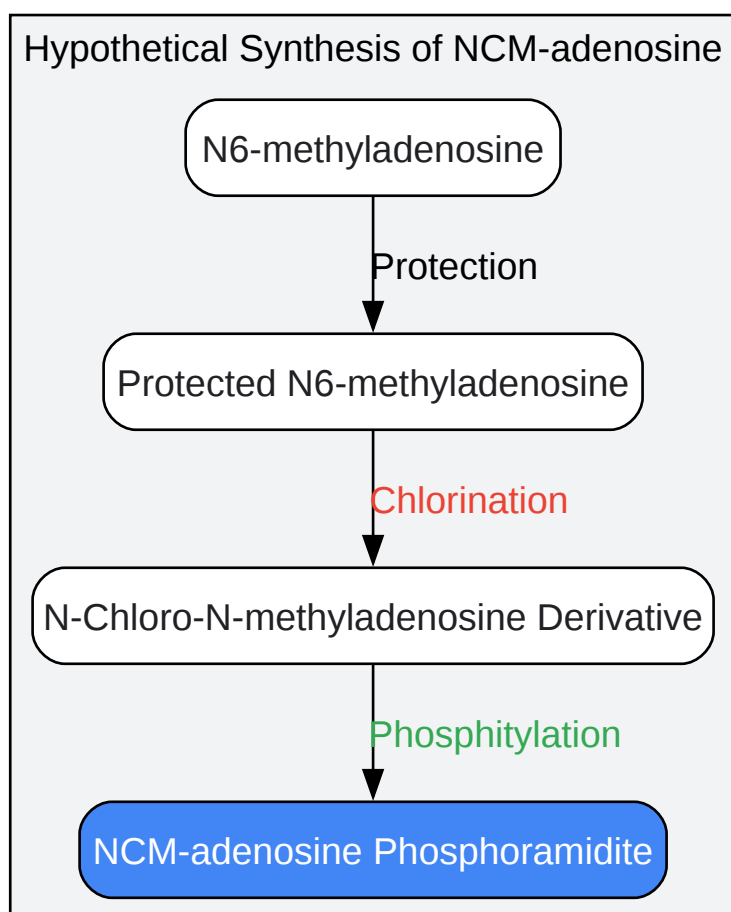 Hypothetical Synthesis of NCM-adenosine
N6-methyladenosine
Protection
Protected N6-methyladenosine
Chlorination
N-Chloro-N-methyladenosine Derivative
Phosphitylation
NCM-adenosine Phosphoramidite